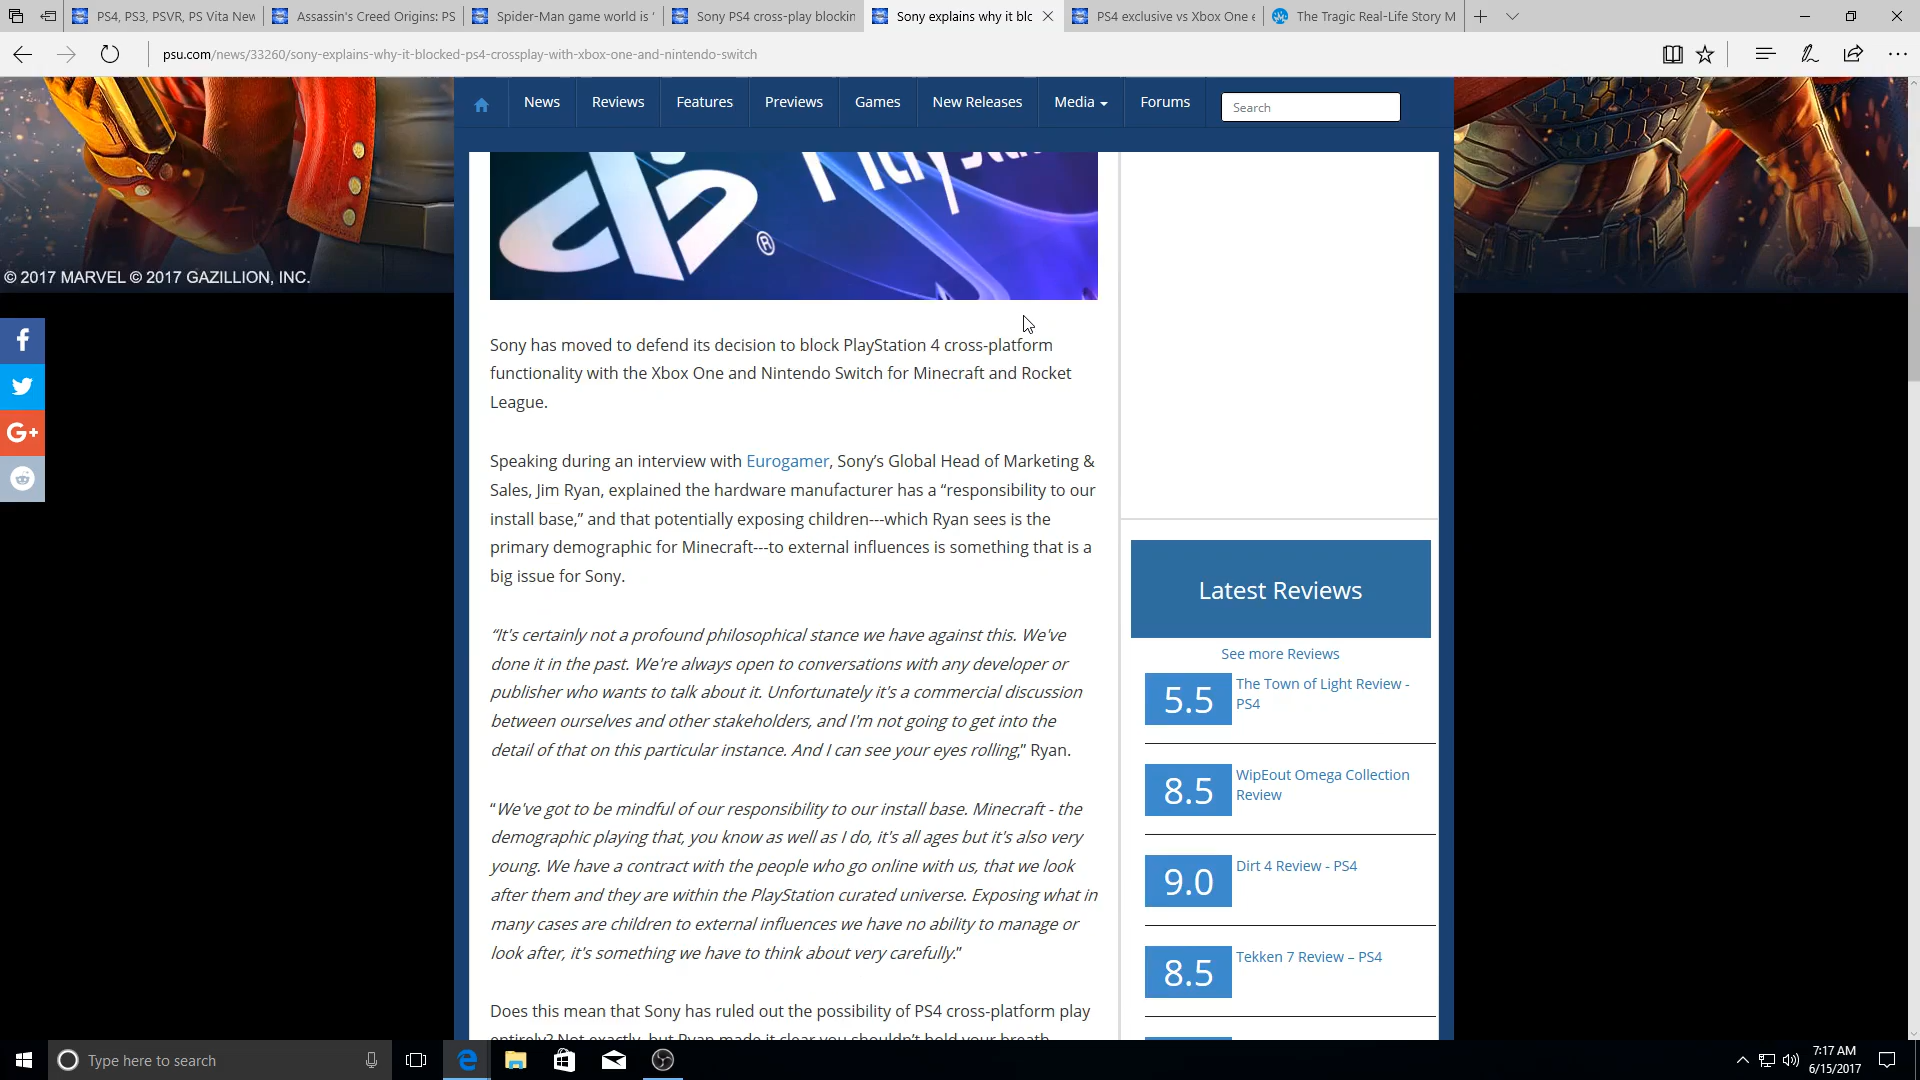 PS4, PS3, PSVR, PS Vita Nev
Assassin's Creed Origins: PS
Spider-Man game world is '
Sony PS4 cross-play blockin
Sony explains why it blc
PS4 exclusive vs Xbox One e
The Tragic Real-Life Story M
psu.com/news/33260/sony-explains-why-it-blocked-ps4-crossplay-with-xbox-one-and-nintendo-switch
News
Reviews
Features
Previews
Games
New Releases
Media
Forums
Search
PlayStati
®
© 2017 MARVEL © 2017 GAZILLION, INC.
G+
Sony has moved to defend its decision to block PlayStation 4 cross-platform
functionality with the Xbox One and Nintendo Switch for Minecraft and Rocket
League.
Speaking during an interview with Eurogamer, Sony’s Global Head of Marketing &
Sales, Jim Ryan, explained the hardware manufacturer has a “responsibility to our
install base,” and that potentially exposing children---which Ryan sees is the
primary demographic for Minecraft---to external influences is something that is a
big issue for Sony.
“It's certainly not a profound philosophical stance we have against this. We've
done it in the past. We're always open to conversations with any developer or
publisher who wants to talk about it. Unfortunately it's a commercial discussion
between ourselves and other stakeholders, and I'm not going to get into the
detail of that on this particular instance. And I can see your eyes rolling,” Ryan.
“We've got to be mindful of our responsibility to our install base. Minecraft - the
demographic playing that, you know as well as I do, it's all ages but it's also very
young. We have a contract with the people who go online with us, that we look
after them and they are within the PlayStation curated universe. Exposing what in
many cases are children to external influences we have no ability to manage or
look after, it's something we have to think about very carefully.”
Does this mean that Sony has ruled out the possibility of PS4 cross-platform play
entirely? Not exactly, but Ryan made it clear you shouldn’t hold your breath
Latest Reviews
See more Reviews
5.5
The Town of Light Review -
PS4
8.5
WipEout Omega Collection
Review
9.0
Dirt 4 Review - PS4
8.5
Tekken 7 Review – PS4
Type here to search
7:17 AM
6/15/2017